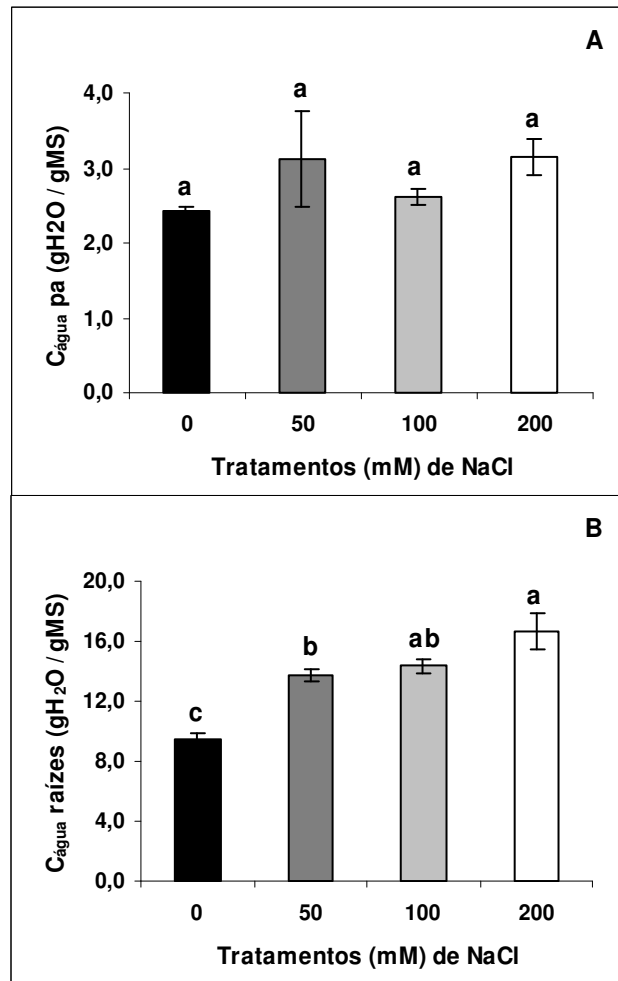 A
C água pa (gH2O / gMS)
4,0
3,0
2,0
1,0
0,0
a
a
a
a
0 50 100 200
Tratamentos (mM) de NaCl
B
C água raízes (gH₂O / gMS)
20,0
16,0
12,0
8,0
4,0
0,0
c
b
ab
a
0 50 100 200
Tratamentos (mM) de NaCl